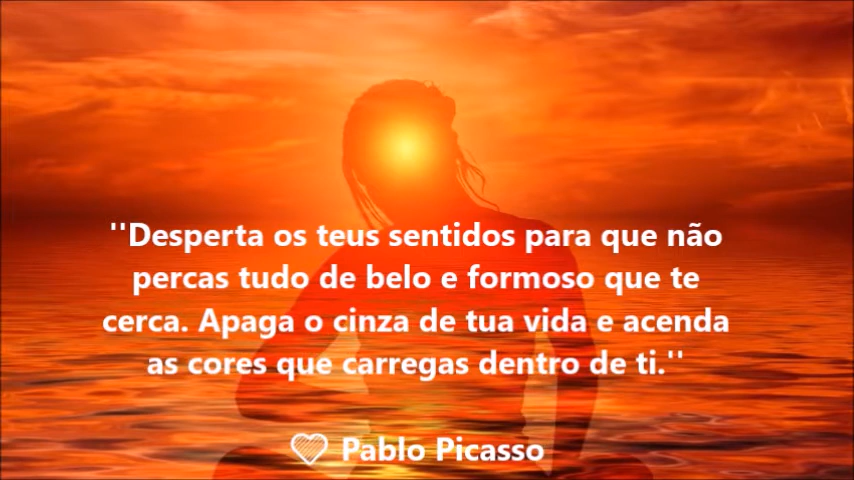 ''Desperta os teus sentidos para que não
percas tudo de belo e formoso que te
cerca. Apaga o cinza de tua vida e acenda
as cores que carregas dentro de ti.''
Pablo Picasso